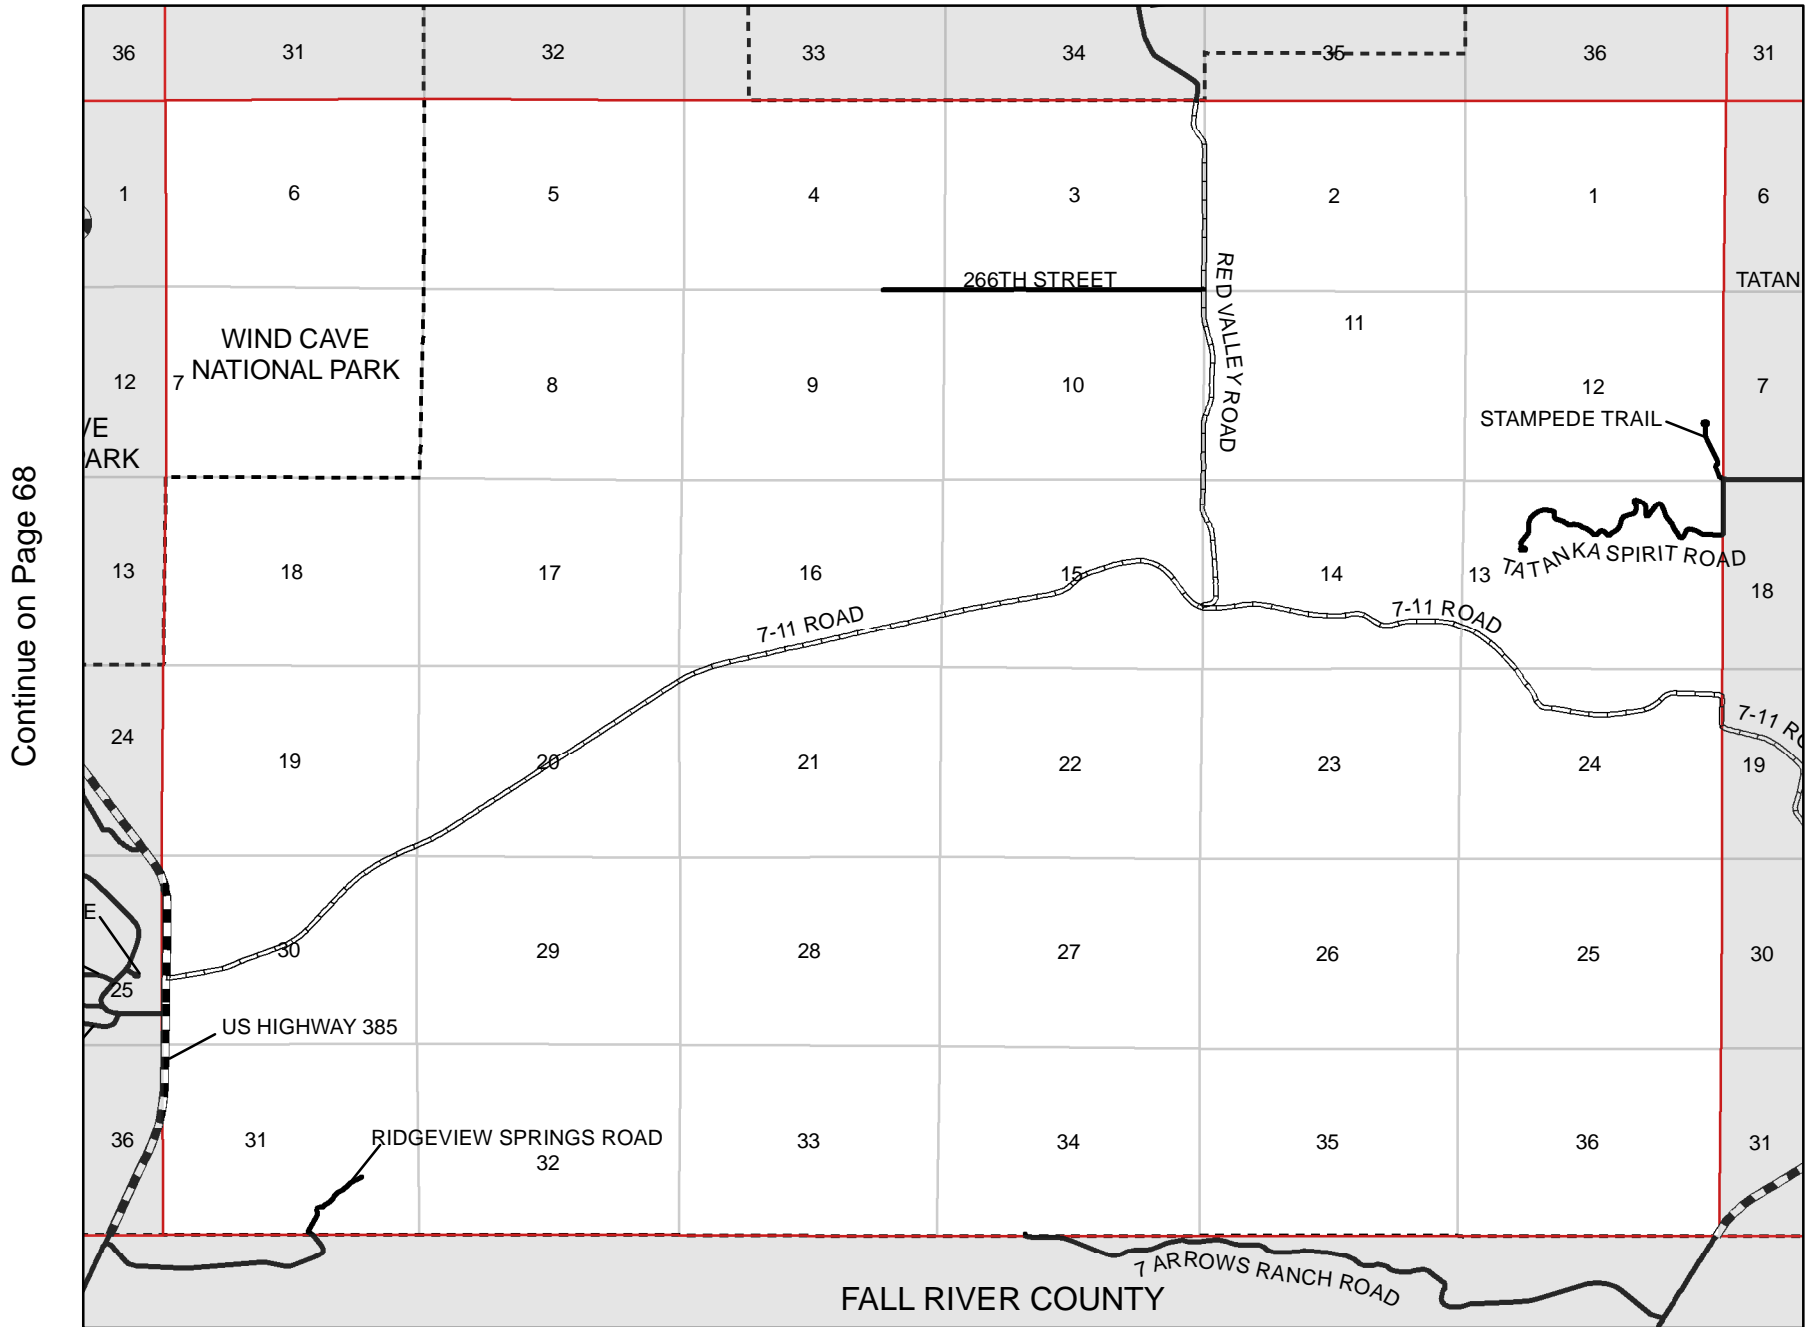 36 31 32 33 34 35 36 31
1 6 5 4 3 2 1 6
266TH STREET
TATAN
RED VALLEY ROAD
11
WIND CAVE
NATIONAL PARK
12 7 8 9 10 12 7
STAMPEDE TRAIL
VE
PARK
Continue on Page 68
13 18 17 16 15 14 13 18
TATANKA SPIRIT ROAD
7-11 ROAD
7-11 ROAD
7-11 RO
24 19 20 21 22 23 24 19
E
25 30 29 28 27 26 25 30
US HIGHWAY 385
36 31 33 34 35 36 31
RIDGEVIEW SPRINGS ROAD
32
7 ARROWS RANCH ROAD
FALL RIVER COUNTY